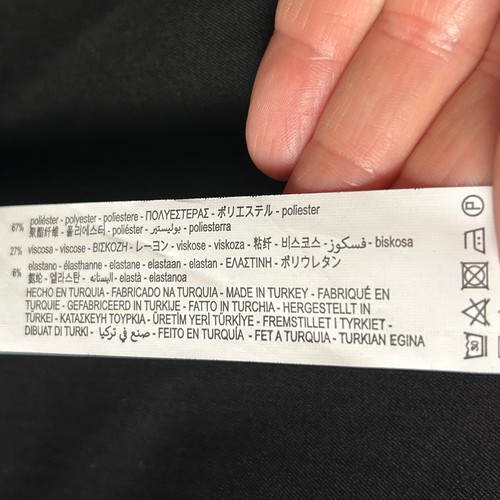 67% poliéster - polyester - poliestere - ΠΟΛΥΕΣΤΕΡΑΣ - ポリエステル - poliester
聚酯纤维 - 폴리에스터 - polièster - بوليستير - poliesterra
27% viscosa - viscose - ΒΙΣΚΟΖΗ - レーヨン - viskose - viskoza - 粘纤 - 비스코스 - فسكوز - biskosa
6% elastano - élasthanne - elastane - elastaan - elastan - ΕΛΑΣΤΙΝΗ - ポリウレタン
氨纶 - 엘라스탄 - اليستانه - elastà - elastanoa
HECHO EN TURQUIA - FABRICADO NA TURQUIA - MADE IN TURKEY - FABRIQUÉ EN
TURQUIE - GEFABRICEERD IN TURKIJE - FATTO IN TURCHIA - HERGESTELLT IN
TÜRKEI - ΚΑΤΑΣΚΕΥΗ ΤΟΥΡΚΙΑ - ÜRETİM YERİ TÜRKİYE - FREMSTILLET I TYRKIET -
DIBUAT DI TURKI - صنع في تركيا - FEITO EN TURQUÍA - FET A TURQUIA - TURKIAN EGINA
P